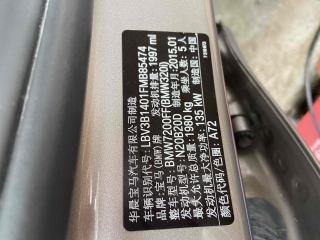 华晨宝马汽车有限公司制造
车辆识别代号: LBV3B1401FMB85474
品牌: 宝马(BMW)牌 发动机排量: 1997 ml
整车型号: BMW7200FF(BMW320i)
发动机型号: N20B20D 制造年月: 2015.01
最大允许总质量: 1980 kg 乘坐人数: 5 人
发动机最大净功率: 135 kW 制造国: 中国
颜色代码/色圈: A72